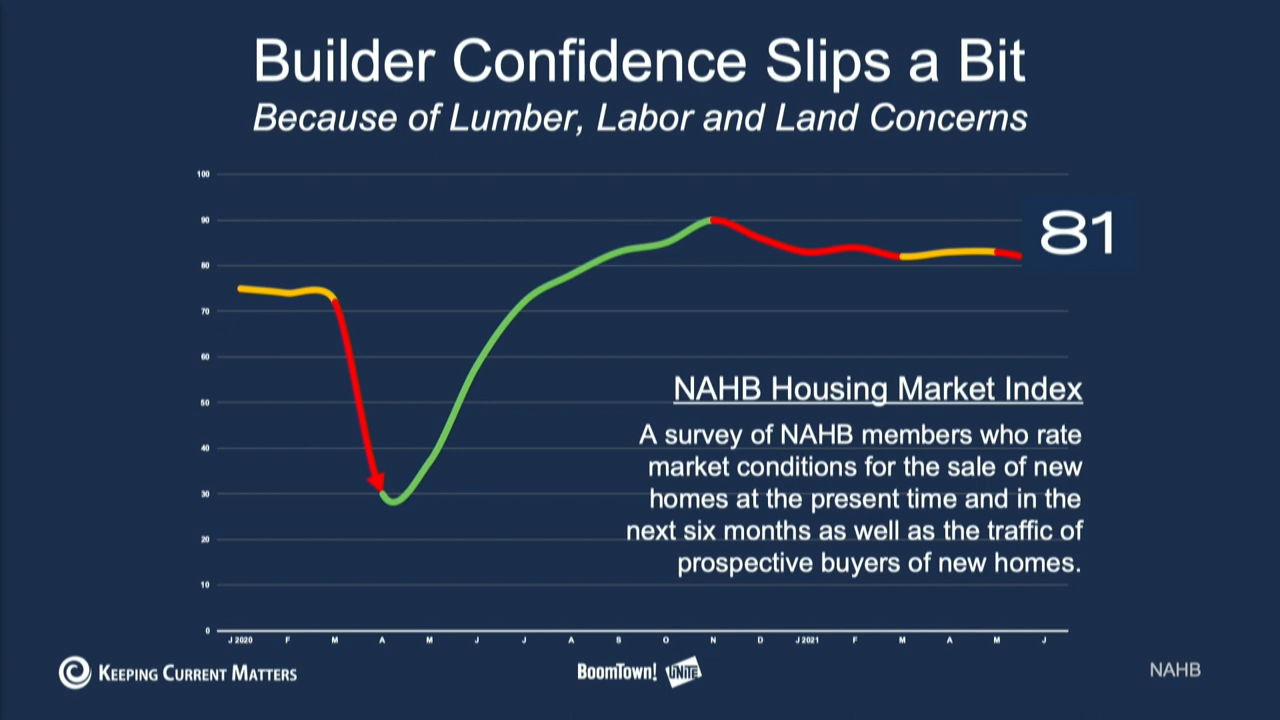 Builder Confidence Slips a Bit
Because of Lumber, Labor and Land Concerns
100
90
80
70
60
50
40
30
20
10
0
81
NAHB Housing Market Index
A survey of NAHB members who rate
market conditions for the sale of new
homes at the present time and in the
next six months as well as the traffic of
prospective buyers of new homes.
J 2020 F M A M J J A S O N D J 2021 F M A M J
KEEPING CURRENT MATTERS
BOOMTOWN! UNITE
NAHB